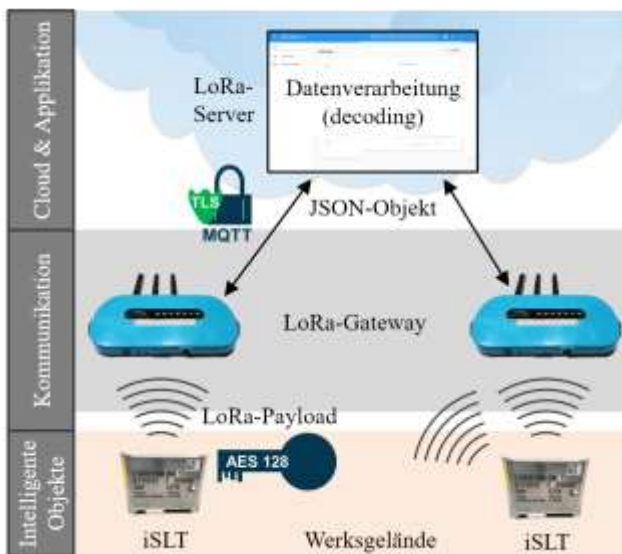 Cloud & Applikation
LoRa-
Server
Datenverarbeitung
(decoding)
TLS
MQTT
JSON-Objekt
Kommunikation
LoRa-Gateway
LoRa-Payload
Intelligente
Objekte
AES 128
iSLT
Werksgelände
iSLT